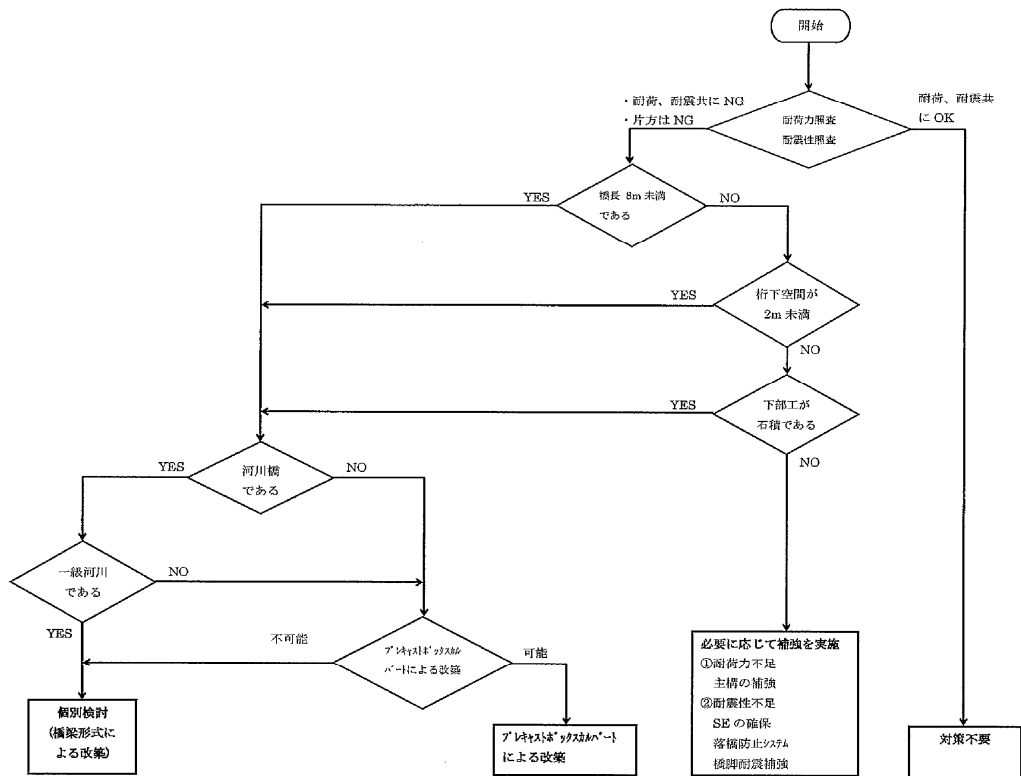 開始
・耐荷、耐震共に NG
・片方は NG
耐荷力照査
耐震性照査
耐荷、耐震共
に OK
YES
橋長 8m 未満
である
NO
YES
桁下空間が
2m 未満
NO
YES
下部工が
石積である
NO
YES
河川橋
である
NO
一級河川
である
NO
YES
不可能
プレキャストボックスカル
バートによる改築
可能
個別検討
(橋梁形式に
よる改築)
プレキャストボックスカルバート
による改築
必要に応じて補強を実施
①耐荷力不足
主構の補強
②耐震性不足
SE の確保
落橋防止システム
橋脚耐震補強
対策不要